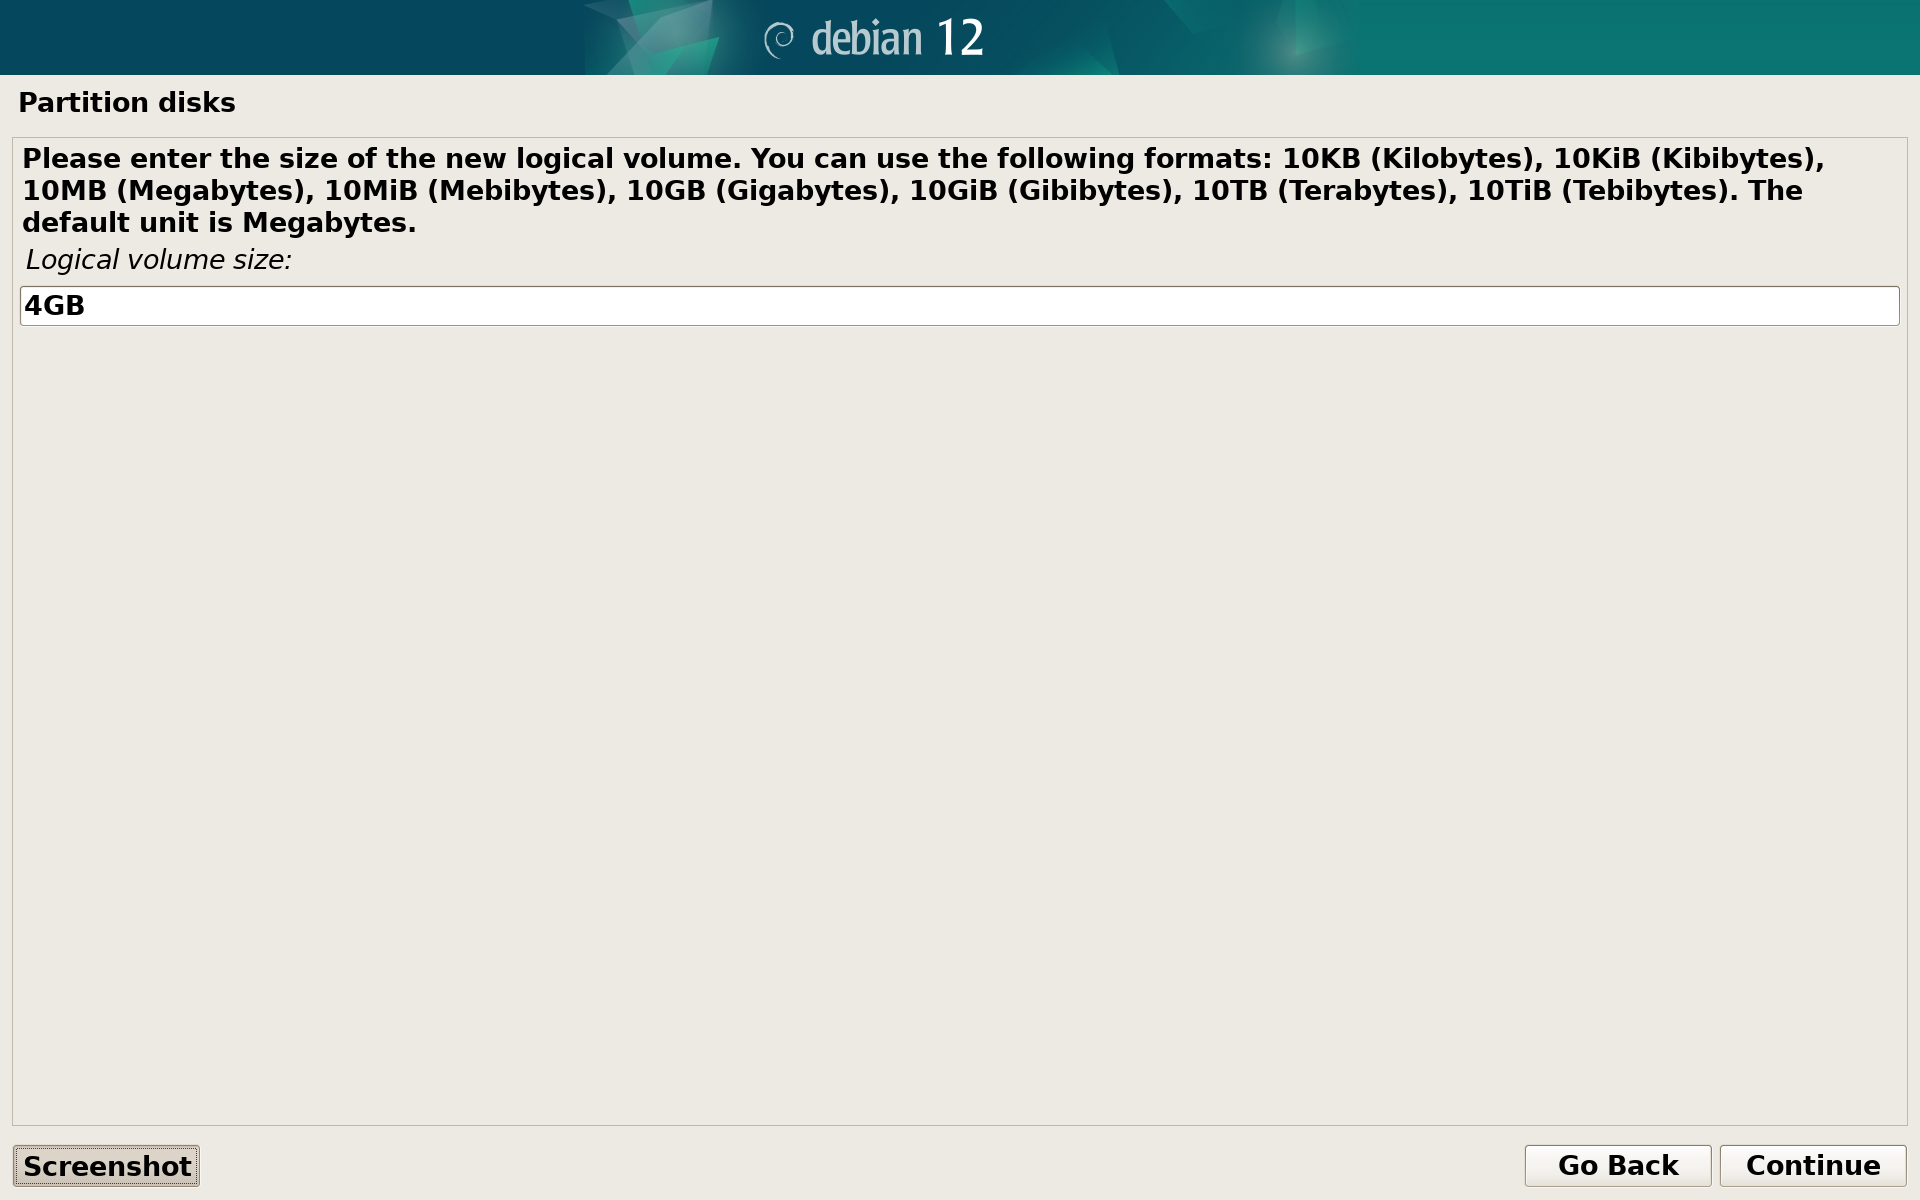 debian 12
Partition disks
Please enter the size of the new logical volume. You can use the following formats: 10KB (Kilobytes), 10KiB (Kibibytes),
10MB (Megabytes), 10MiB (Mebibytes), 10GB (Gigabytes), 10GiB (Gibibytes), 10TB (Terabytes), 10TiB (Tebibytes). The
default unit is Megabytes.
Logical volume size:
4GB
Screenshot
Go Back
Continue